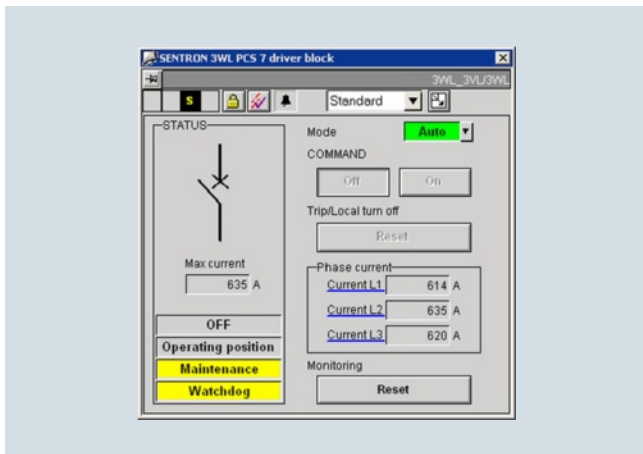 SENTRON 3WL PCS 7 driver block
3WL_3VL/3WL
S
Standard
STATUS
Mode
Auto
COMMAND
Off
On
Trip/Local turn off
Reset
Max current
635 A
Phase current
Current L1 614 A
Current L2 635 A
Current L3 620 A
OFF
Operating position
Maintenance
Watchdog
Monitoring
Reset